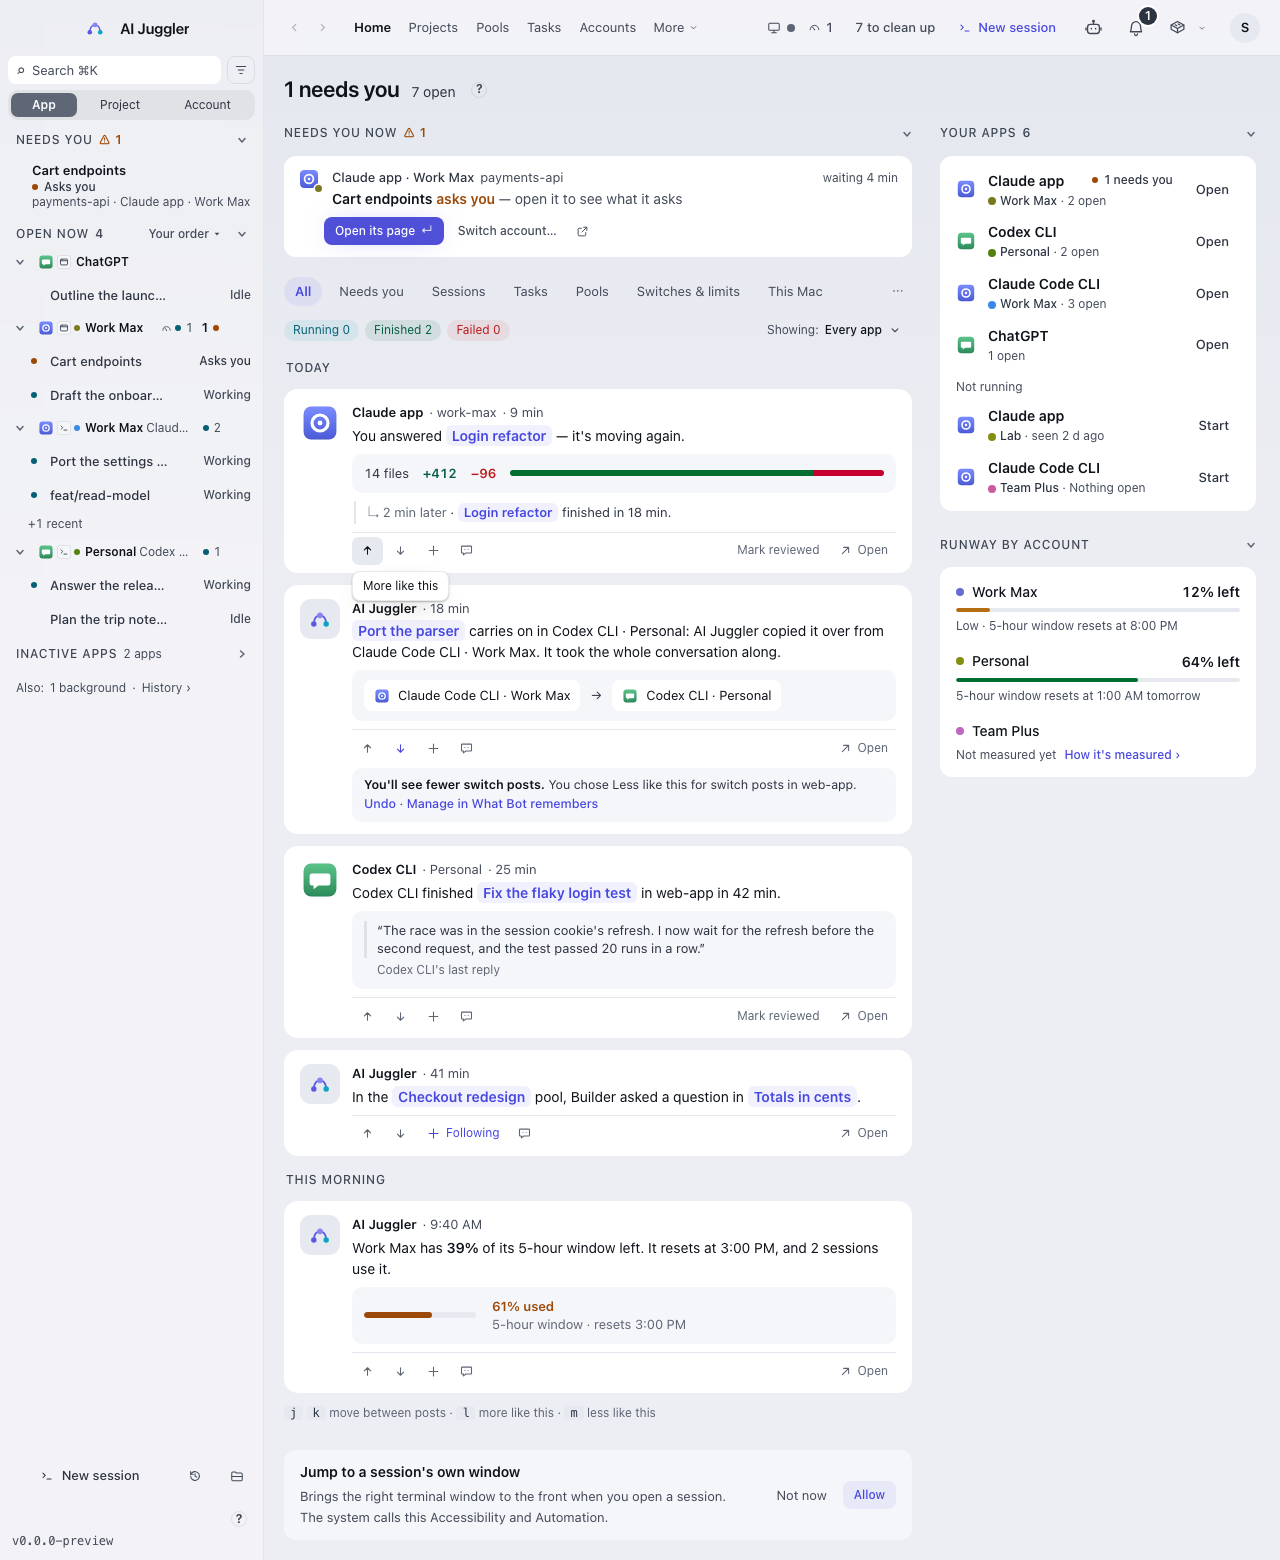 AI Juggler
Search ⌘K
App
Project
Account
NEEDS YOU 1
Cart endpoints
Asks you
payments-api · Claude app · Work Max
OPEN NOW 4
Your order
ChatGPT
Outline the launc... Idle
Work Max 1 1
Cart endpoints Asks you
Draft the onboar... Working
Work Max Claud... 2
Port the settings ... Working
feat/read-model Working
+1 recent
Personal Codex ... 1
Answer the relea... Working
Plan the trip note... Idle
INACTIVE APPS 2 apps
Also: 1 background · History ›
New session
?
v0.0.0-preview
Home
Projects
Pools
Tasks
Accounts
More
1
7 to clean up
New session
1
S
1 needs you 7 open ?
NEEDS YOU NOW 1
Claude app · Work Max payments-api waiting 4 min
Cart endpoints asks you — open it to see what it asks
Open its page ↵
Switch account...
All
Needs you
Sessions
Tasks
Pools
Switches & limits
This Mac
...
Running 0
Finished 2
Failed 0
Showing: Every app
TODAY
Claude app · work-max · 9 min
You answered Login refactor — it's moving again.
14 files +412 −96
2 min later · Login refactor finished in 18 min.
Mark reviewed
Open
More like this
AI Juggler · 18 min
Port the parser carries on in Codex CLI · Personal: AI Juggler copied it over from
Claude Code CLI · Work Max. It took the whole conversation along.
Claude Code CLI · Work Max → Codex CLI · Personal
Open
You'll see fewer switch posts. You chose Less like this for switch posts in web-app.
Undo · Manage in What Bot remembers
Codex CLI · Personal · 25 min
Codex CLI finished Fix the flaky login test in web-app in 42 min.
“The race was in the session cookie's refresh. I now wait for the refresh before the
second request, and the test passed 20 runs in a row.”
Codex CLI's last reply
Mark reviewed
Open
AI Juggler · 41 min
In the Checkout redesign pool, Builder asked a question in Totals in cents .
Following
Open
THIS MORNING
AI Juggler · 9:40 AM
Work Max has 39% of its 5-hour window left. It resets at 3:00 PM, and 2 sessions
use it.
61% used
5-hour window · resets 3:00 PM
Open
j k move between posts · l more like this · m less like this
Jump to a session's own window
Brings the right terminal window to the front when you open a session.
The system calls this Accessibility and Automation.
Not now
Allow
YOUR APPS 6
Claude app 1 needs you
Work Max · 2 open
Open
Codex CLI
Personal · 2 open
Open
Claude Code CLI
Work Max · 3 open
Open
ChatGPT
1 open
Open
Not running
Claude app
Lab · seen 2 d ago
Start
Claude Code CLI
Team Plus · Nothing open
Start
RUNWAY BY ACCOUNT
Work Max 12% left
Low · 5-hour window resets at 8:00 PM
Personal 64% left
5-hour window resets at 1:00 AM tomorrow
Team Plus
Not measured yet How it's measured ›